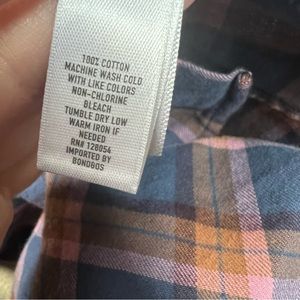 100% COTTON
MACHINE WASH COLD
WITH LIKE COLORS
NON-CHLORINE
BLEACH
TUMBLE DRY LOW
WARM IRON IF
NEEDED
RN# 128054
IMPORTED BY
BONOBOS